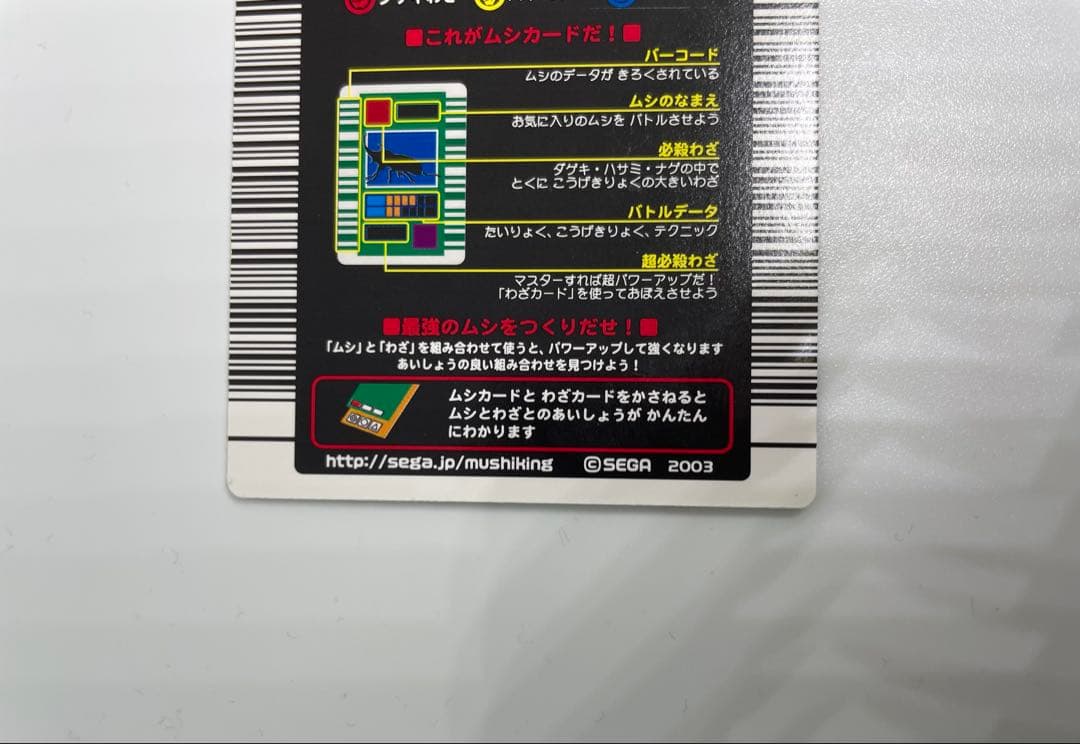 ■これがムシカードだ！■
バーコード
ムシのデータが きろくされている
ムシのなまえ
お気に入りのムシを バトルさせよう
必殺わざ
ダゲキ・ハサミ・ナゲの中で
とくに こうげきりょくの大きいわざ
バトルデータ
たいりょく、こうげきりょく、テクニック
超必殺わざ
マスターすれば超パワーアップだ！
「わざカード」を使っておぼえさせよう
■最強のムシをつくりだせ！■
「ムシ」と「わざ」を組み合わせて使うと、パワーアップして強くなります
あいしょうの良い組み合わせを見つけよう！
ムシカードと わざカードをかさねると
ムシとわざとのあいしょうが かんたん
にわかります
http://sega.jp/mushiking ©SEGA 2003